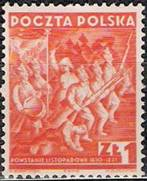 POCZTA POLSKA
ZŁ 1
POWSTANIE LISTOPADOWE 1830-1831